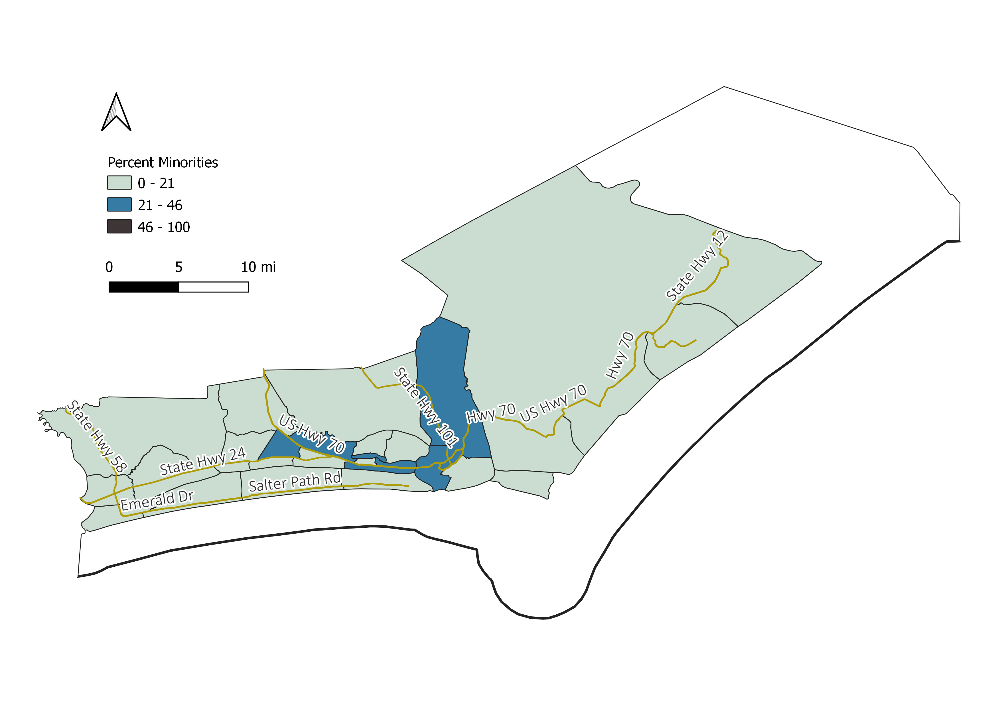 Percent Minorities
0 - 21
21 - 46
46 - 100
0 5 10 mi
State Hwy 12
Hwy 70
US Hwy 70
Hwy 70
State Hwy 101
US Hwy 70
State Hwy 58
State Hwy 24
Salter Path Rd
Emerald Dr